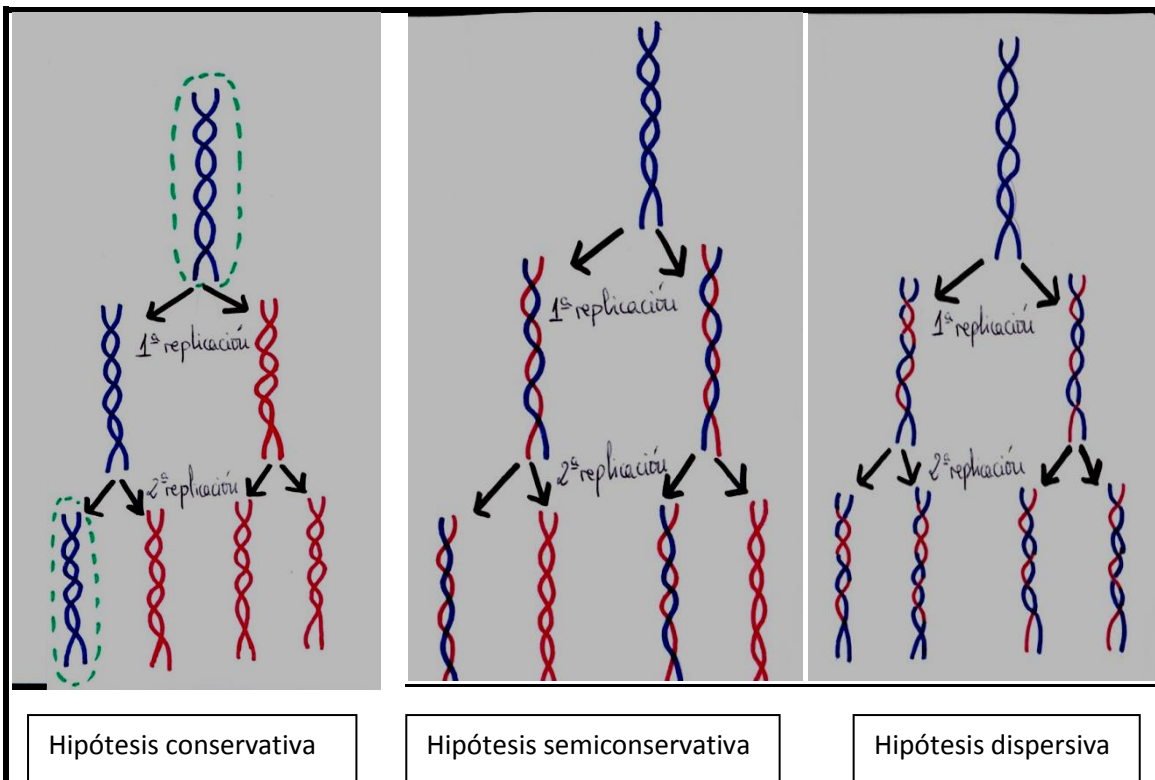 1ª replicación
2ª replicación
1ª replicación
2ª replicación
1ª replicación
2ª replicación
Hipótesis conservativa
Hipótesis semiconservativa
Hipótesis dispersiva